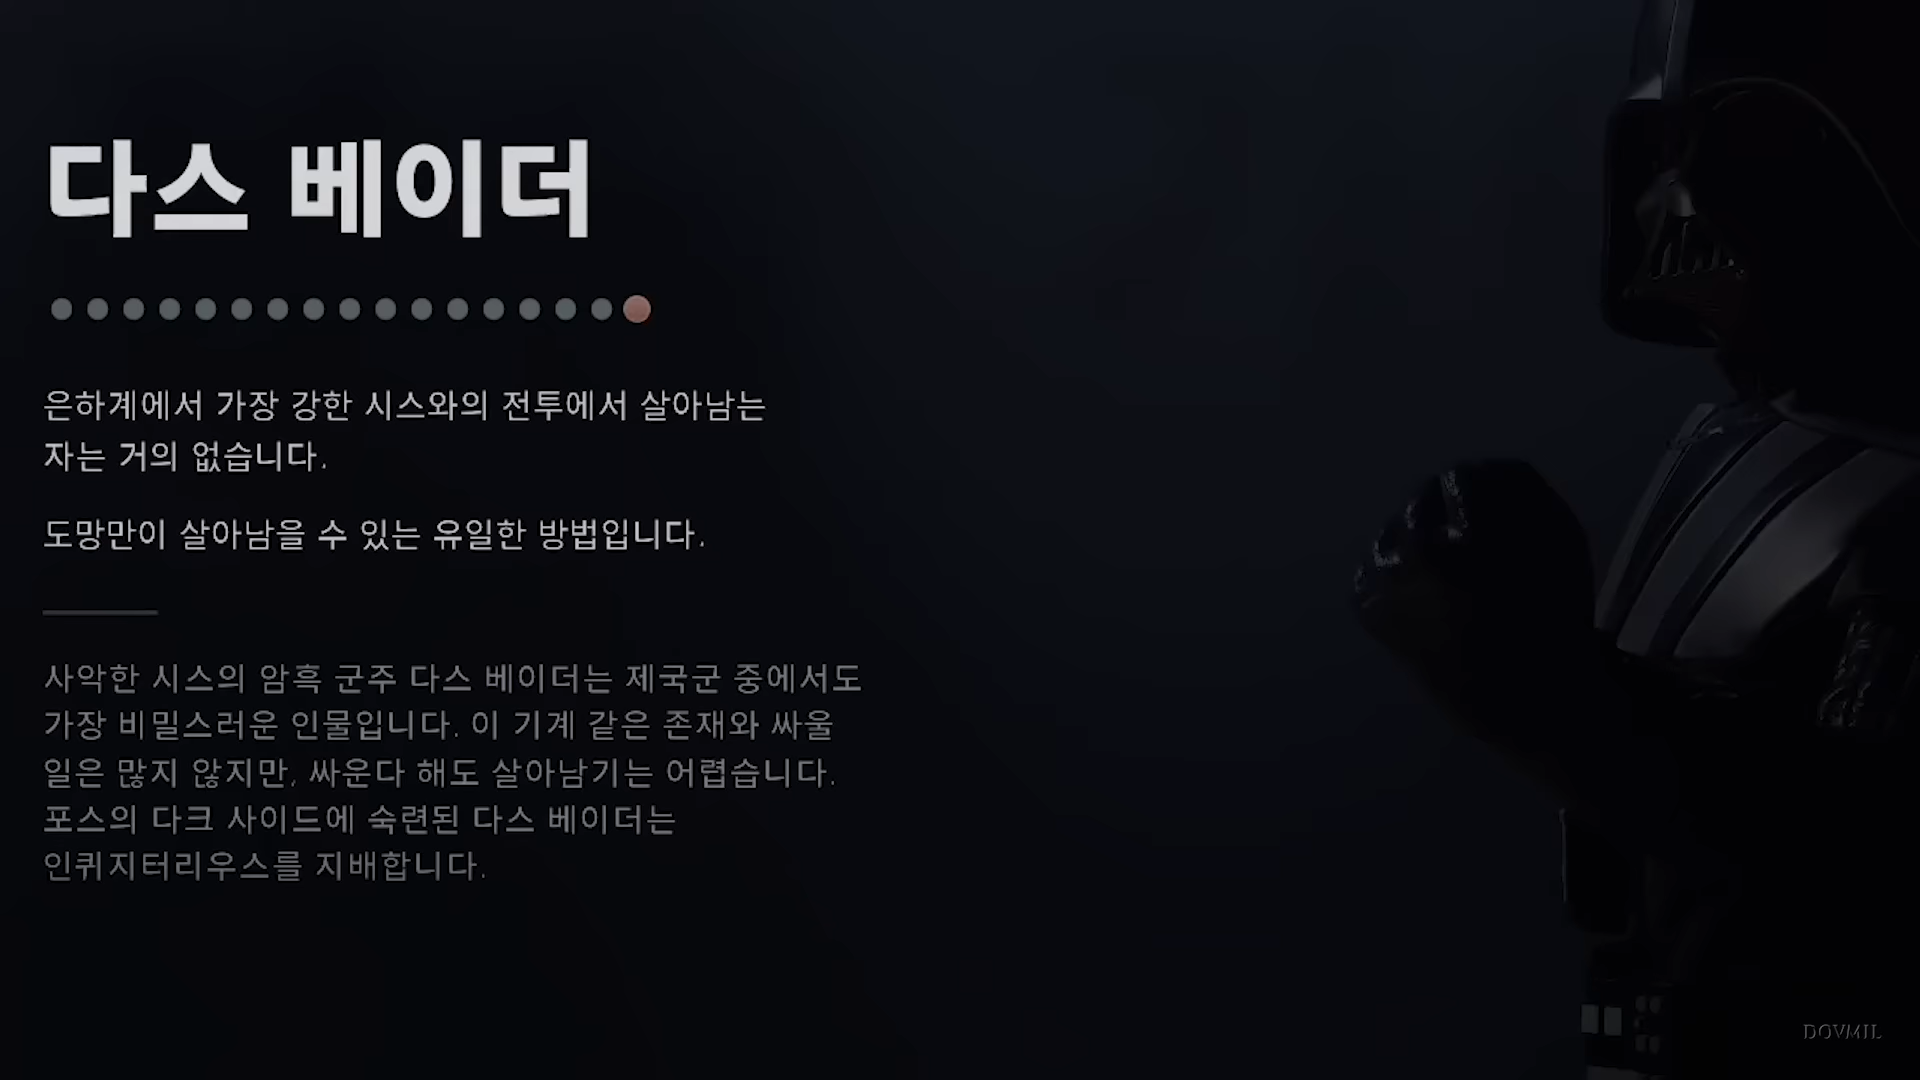 다스 베이더
은하계에서 가장 강한 시스와의 전투에서 살아남는
자는 거의 없습니다.
도망만이 살아남을 수 있는 유일한 방법입니다.
사악한 시스의 암흑 군주 다스 베이더는 제국군 중에서도
가장 비밀스러운 인물입니다. 이 기계 같은 존재와 싸울
일은 많지 않지만, 싸운다 해도 살아남기는 어렵습니다.
포스의 다크 사이드에 숙련된 다스 베이더는
인퀴지터리우스를 지배합니다.
DOVMIL